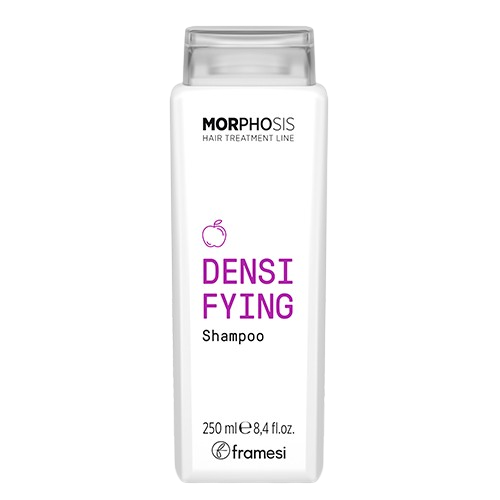 MORPHOSIS
HAIR TREATMENT LINE
DENSI
FYING
Shampoo
250 ml ℮ 8,4 fl.oz.
framesi